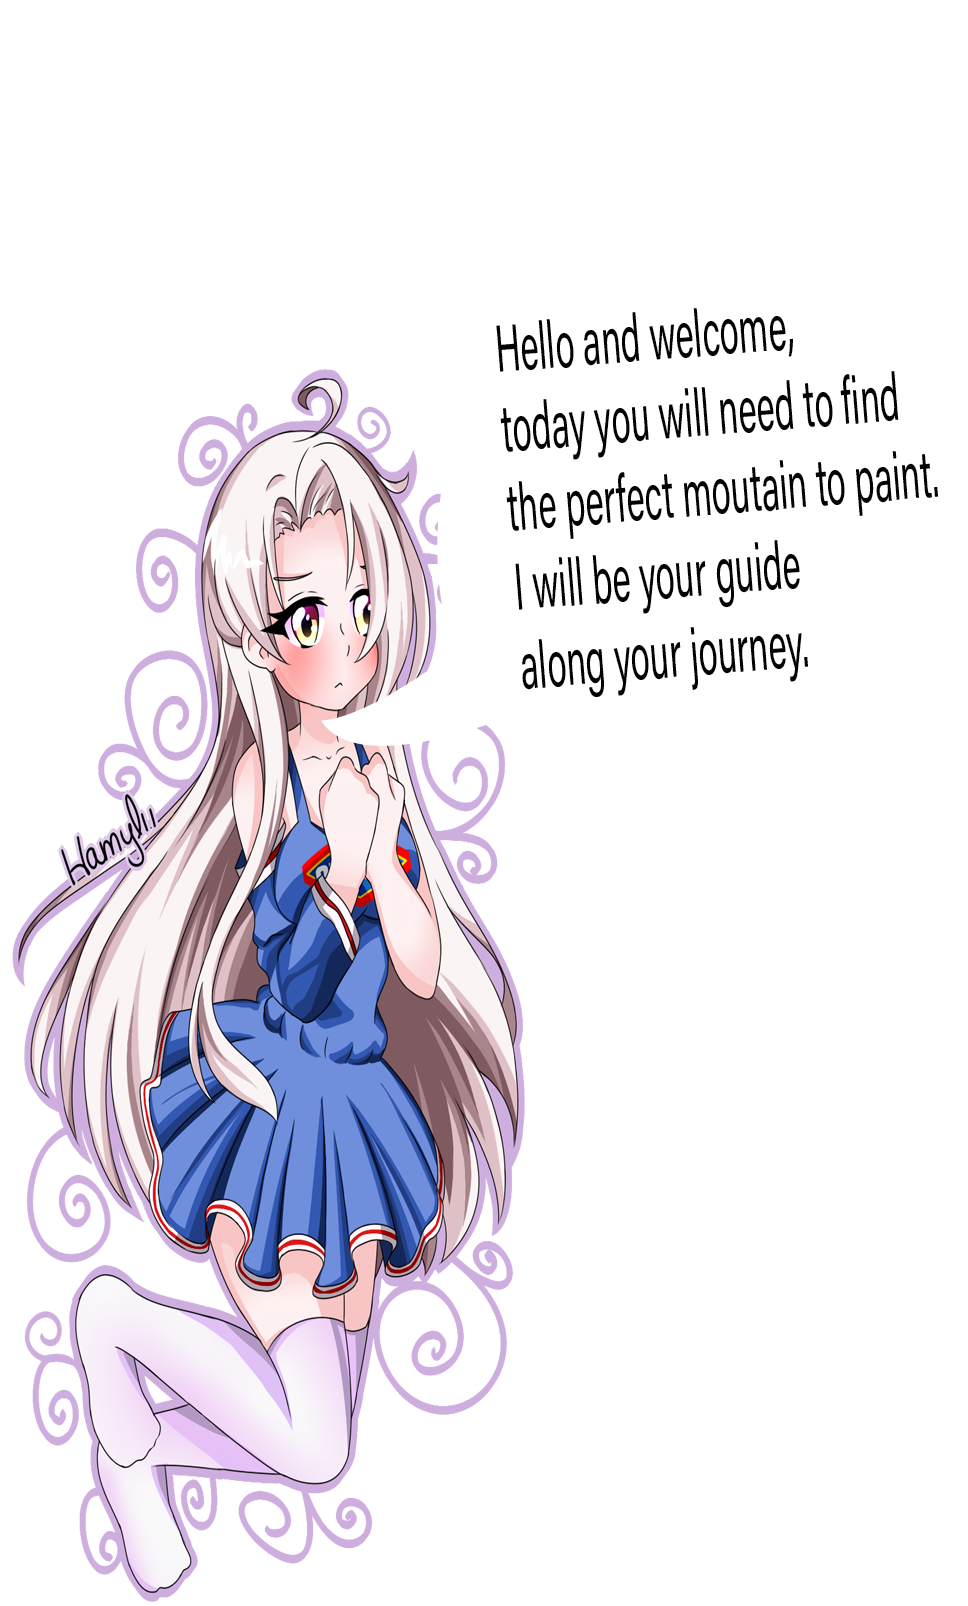 Hello and welcome,
today you will need to find
the perfect moutain to paint.
I will be your guide
along your journey.
Hamylii